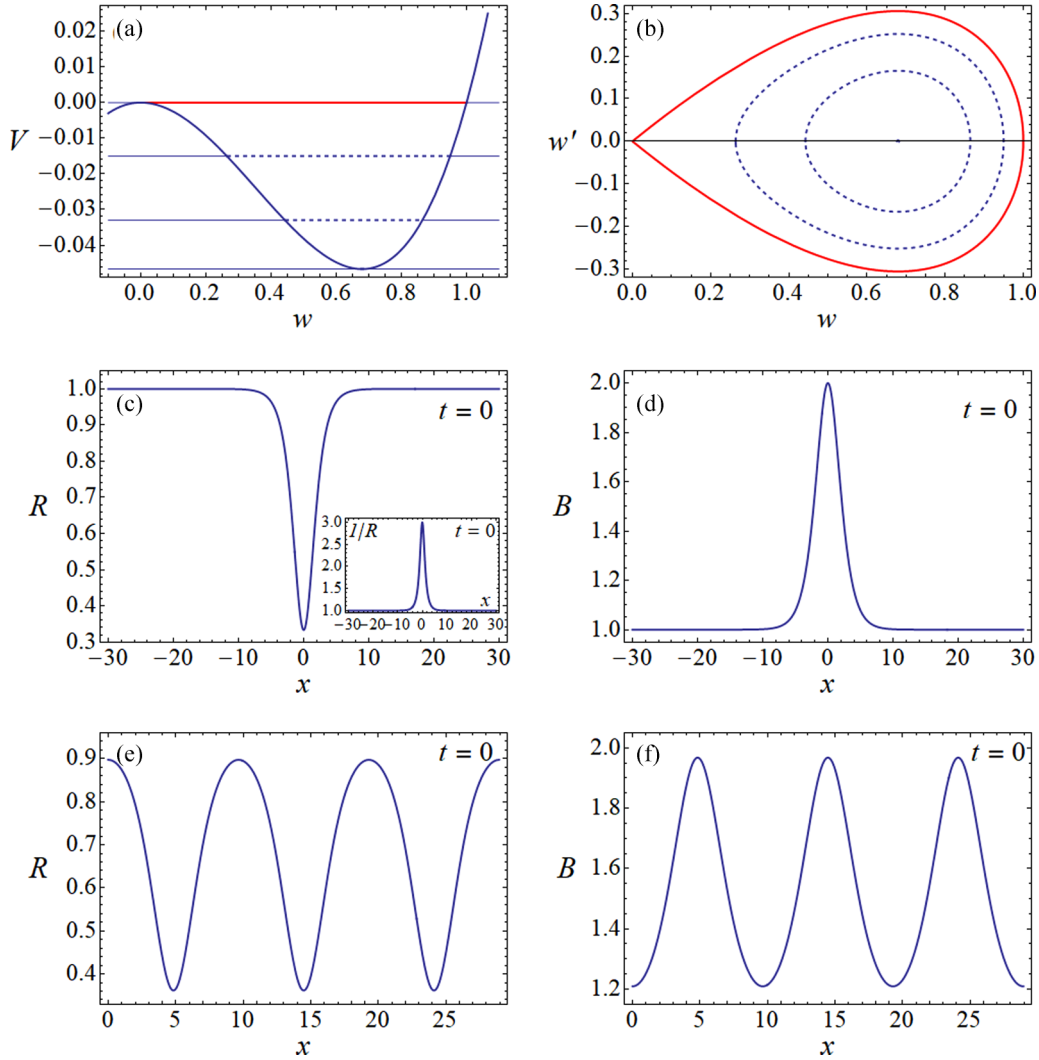 (a)
0.02
0.01
0.00
−0.01
−0.02
−0.03
−0.04
V
0.0 0.2 0.4 0.6 0.8 1.0
w
(b)
0.3
0.2
0.1
0.0
−0.1
−0.2
−0.3
w′
0.0 0.2 0.4 0.6 0.8 1.0
w
(c)
t = 0
1.0
0.9
0.8
0.7
0.6
0.5
0.4
0.3
R
−30 −20 −10 0 10 20 30
x
1/R
t = 0
3.0
2.5
2.0
1.5
1.0
x
−30−20−10 0 10 20 30
(d)
t = 0
2.0
1.8
1.6
1.4
1.2
1.0
B
−30 −20 −10 0 10 20 30
x
(e)
t = 0
0.9
0.8
0.7
0.6
0.5
0.4
R
0 5 10 15 20 25
x
(f)
t = 0
2.0
1.8
1.6
1.4
1.2
B
0 5 10 15 20 25
x